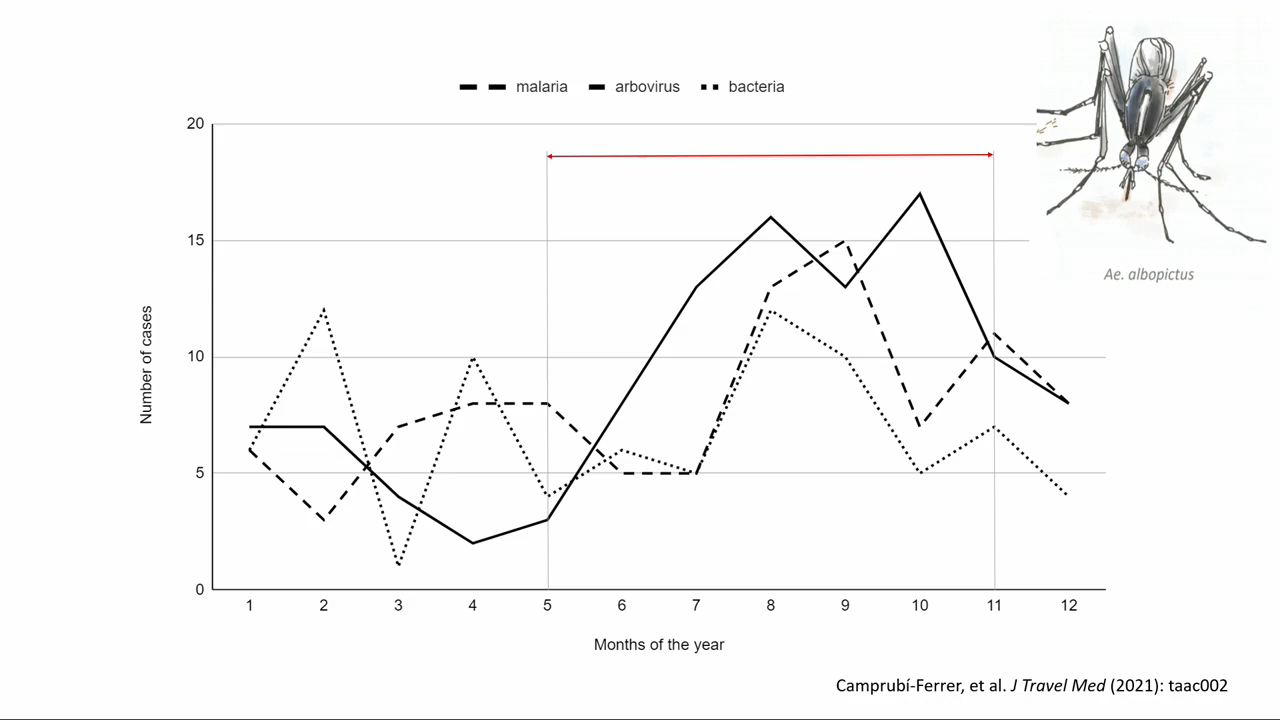 malaria arbovirus bacteria
20
15
10
5
0
Number of cases
1 2 3 4 5 6 7 8 9 10 11 12
Months of the year
Ae. albopictus
Camprubí-Ferrer, et al. J Travel Med (2021): taac002